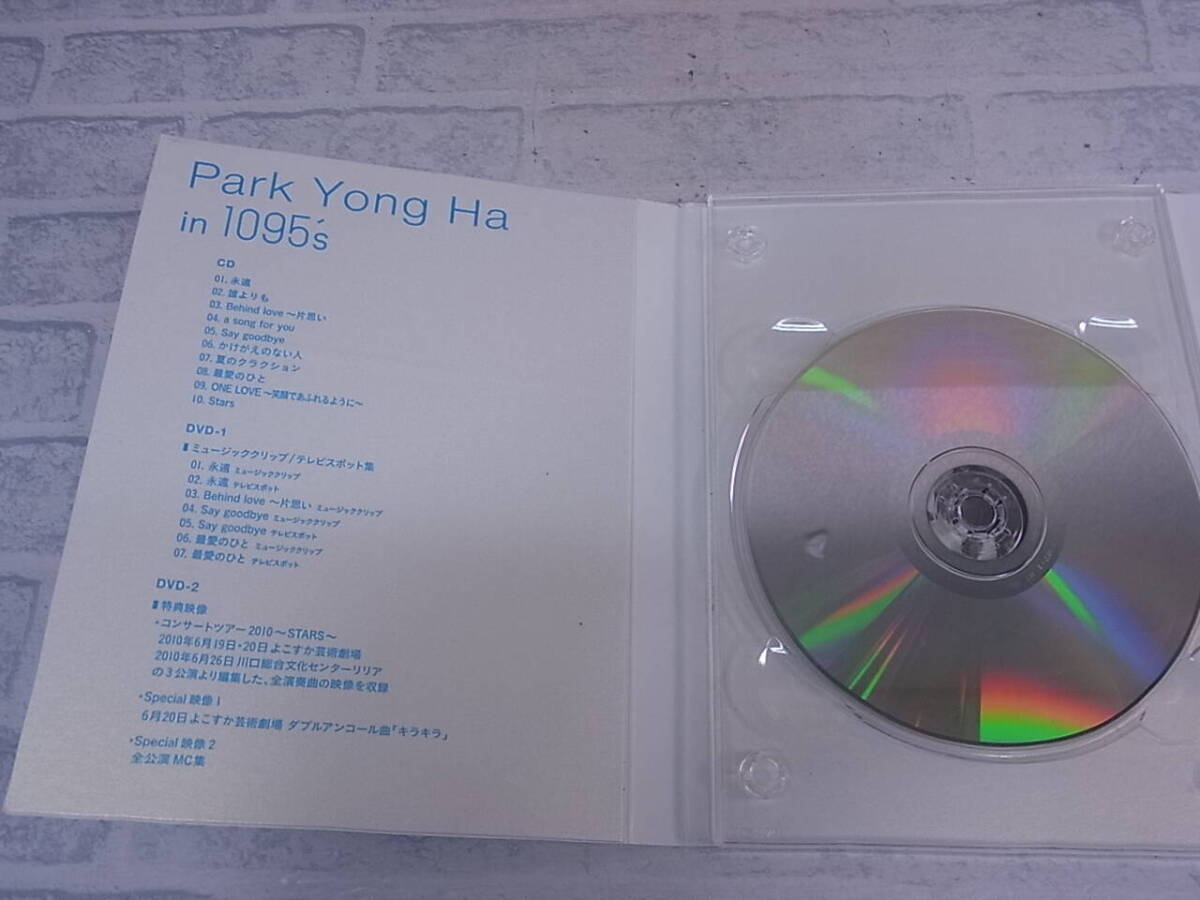 Park Yong Ha
in 1095's
CD
01. 永遠
02. 誰よりも
03. Behind love ～片思い
04. a song for you
05. Say goodbye
06. かけがえのない人
07. 夏のクラクション
08. 最愛のひと
09. ONE LOVE ～笑顔であふれるように～
10. Stars
DVD-1
ミュージッククリップ/テレビスポット集
01. 永遠 ミュージッククリップ
02. 永遠 テレビスポット
03. Behind love ～片思い ミュージッククリップ
04. Say goodbye ミュージッククリップ
05. Say goodbye テレビスポット
06. 最愛のひと ミュージッククリップ
07. 最愛のひと テレビスポット
DVD-2
特典映像
・コンサートツアー2010～STARS～
2010年6月19日・20日よこすか芸術劇場
2010年6月26日川口総合文化センターリリア
の3公演より編集した、全演奏曲の映像を収録
・Special 映像 1
6月20日よこすか芸術劇場 ダブルアンコール曲「キラキラ」
・Special 映像 2
全公演 MC集